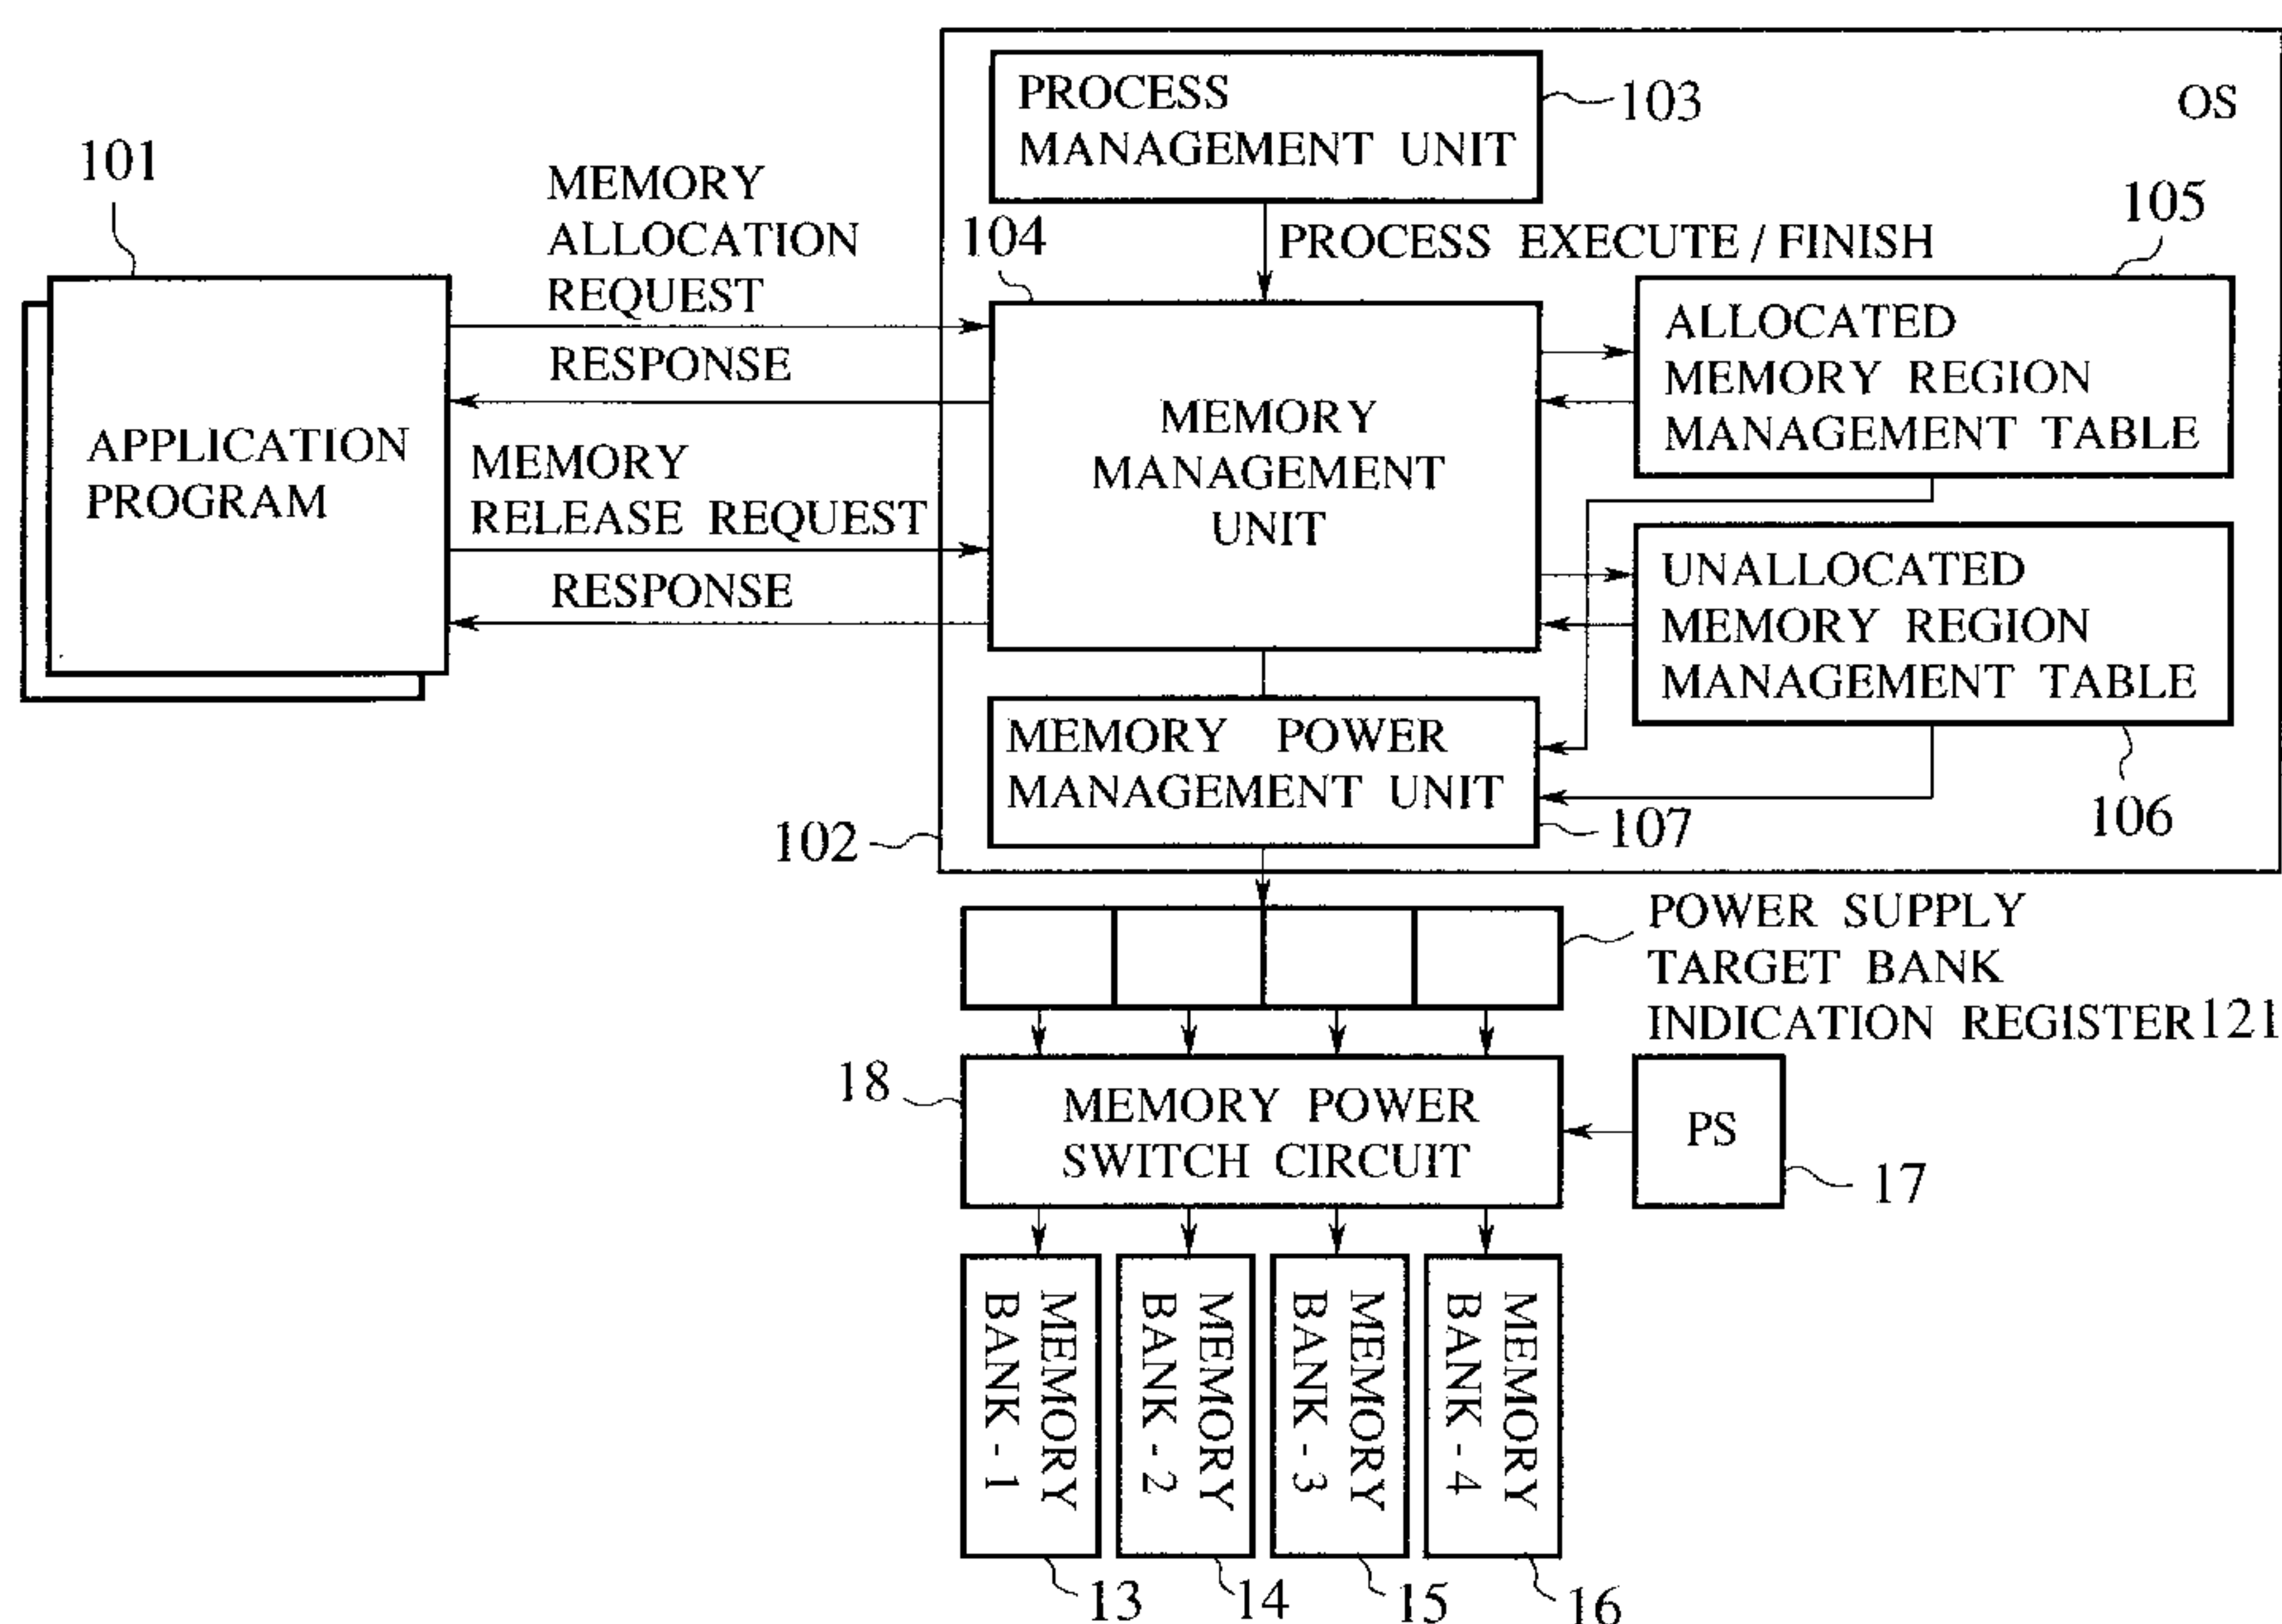 PROCESS
MANAGEMENT UNIT
103
OS
101
MEMORY
ALLOCATION
REQUEST
RESPONSE
MEMORY
RELEASE REQUEST
RESPONSE
APPLICATION
PROGRAM
104
PROCESS EXECUTE / FINISH
105
MEMORY
MANAGEMENT
UNIT
ALLOCATED
MEMORY REGION
MANAGEMENT TABLE
UNALLOCATED
MEMORY REGION
MANAGEMENT TABLE
MEMORY POWER
MANAGEMENT UNIT
102
107
106
POWER SUPPLY
TARGET BANK
INDICATION REGISTER 121
18
MEMORY POWER
SWITCH CIRCUIT
PS
17
MEMORY
BANK - 1
MEMORY
BANK - 2
MEMORY
BANK - 3
MEMORY
BANK - 4
13
14
15
16